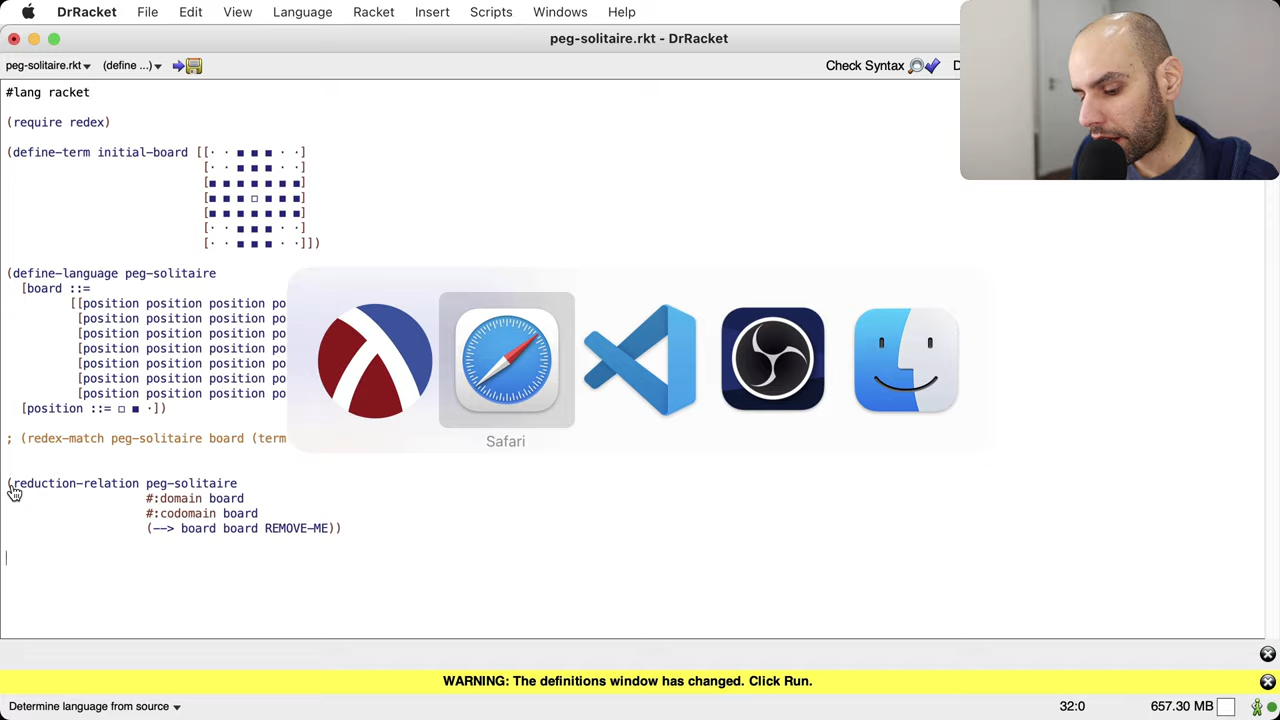 DrRacket File Edit View Language Racket Insert Scripts Windows Help
peg-solitaire.rkt - DrRacket
peg-solitaire.rkt ▾ (define ...) ▾ Check Syntax
#lang racket
(require redex)
(define-term initial-board [[· · ■ ■ ■ · ·]
[· · ■ ■ ■ · ·]
[■ ■ ■ ■ ■ ■ ■]
[■ ■ ■ □ ■ ■ ■]
[■ ■ ■ ■ ■ ■ ■]
[· · ■ ■ ■ · ·]
[· · ■ ■ ■ · ·]])
(define-language peg-solitaire
[board ::=
[[position position position po
[position position position po
[position position position po
[position position position po
[position position position po
[position position position po
[position position position po
[position ::= □ ■ ·])
; (redex-match peg-solitaire board (term
Safari
(reduction-relation peg-solitaire
#:domain board
#:codomain board
(--> board board REMOVE-ME))
WARNING: The definitions window has changed. Click Run.
Determine language from source ▾ 32:0 657.30 MB